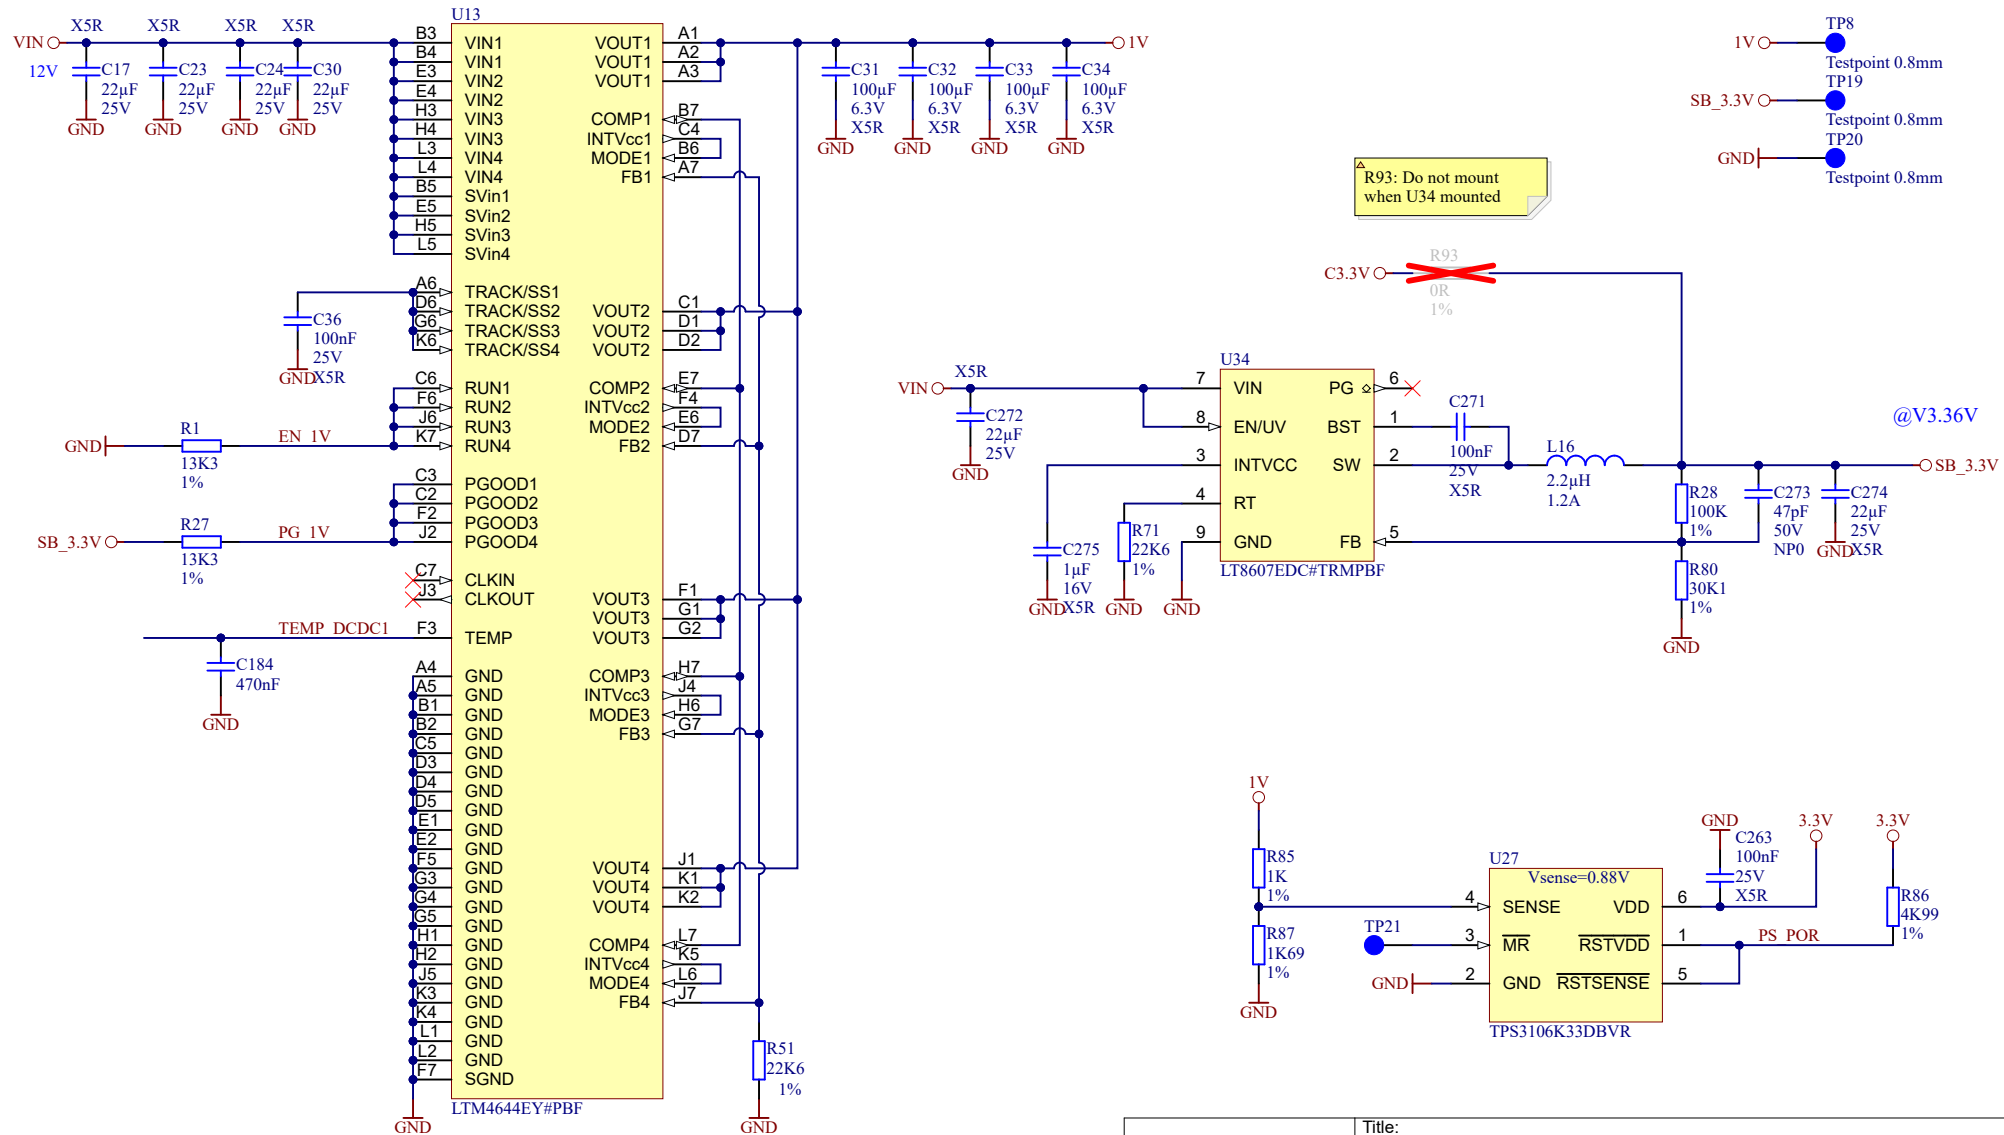 VIN
12V
X5R
C17
22µF
25V
GND
X5R
C23
22µF
25V
GND
X5R
C24
22µF
25V
GND
X5R
C30
22µF
25V
GND
U13
B3 VIN1
B4 VIN1
E3 VIN2
E4 VIN2
H3 VIN3
H4 VIN3
L3 VIN4
L4 VIN4
B5 SVin1
E5 SVin2
H5 SVin3
L5 SVin4
A6 TRACK/SS1
D6 TRACK/SS2
G6 TRACK/SS3
K6 TRACK/SS4
C6 RUN1
F6 RUN2
J6 RUN3
K7 RUN4
C3 PGOOD1
C2 PGOOD2
F2 PGOOD3
J2 PGOOD4
C7 CLKIN
J3 CLKOUT
F3 TEMP
A4 GND
A5 GND
B1 GND
B2 GND
C5 GND
D3 GND
D4 GND
D5 GND
E1 GND
E2 GND
F5 GND
G3 GND
G4 GND
G5 GND
H1 GND
H2 GND
J5 GND
K3 GND
K4 GND
L1 GND
L2 GND
F7 SGND
LTM4644EY#PBF
GND
VOUT1 A1
VOUT1 A2
VOUT1 A3
COMP1 B7
INTVcc1 C4
MODE1 B6
FB1 A7
VOUT2 C1
VOUT2 D1
VOUT2 D2
COMP2 E7
INTVcc2 F4
MODE2 E6
FB2 D7
VOUT3 F1
VOUT3 G1
VOUT3 G2
COMP3 H7
INTVcc3 J4
MODE3 H6
FB3 G7
VOUT4 J1
VOUT4 K1
VOUT4 K2
COMP4 L7
INTVcc4 K5
MODE4 L6
FB4 J7
C36
100nF
25V
X5R
GND
GND
R1
13K3
1%
EN_1V
SB_3.3V
R27
13K3
1%
PG_1V
TEMP_DCDC1
C184
470nF
GND
R51
22K6
1%
GND
C31
100µF
6.3V
X5R
GND
C32
100µF
6.3V
X5R
GND
C33
100µF
6.3V
X5R
GND
C34
100µF
6.3V
X5R
GND
1V
1V
TP8
Testpoint 0.8mm
SB_3.3V
TP19
Testpoint 0.8mm
GND
TP20
Testpoint 0.8mm
R93: Do not mount
when U34 mounted
C3.3V
R93
0R
1%
VIN
X5R
C272
22µF
25V
GND
U34
7 VIN
8 EN/UV
3 INTVCC
4 RT
9 GND
PG 6
BST 1
SW 2
FB 5
LT8607EDC#TRMPBF
C275
1µF
16V
X5R
GND
R71
22K6
1%
GND
GND
C271
100nF
25V
X5R
L16
2.2µH
1.2A
R28
100K
1%
C273
47pF
50V
NP0
C274
22µF
25V
X5R
GND
R80
30K1
1%
GND
@V3.36V
SB_3.3V
1V
R85
1K
1%
R87
1K69
1%
GND
TP21
GND
U27
Vsense=0.88V
4 SENSE
3 MR
2 GND
VDD 6
RSTVDD 1
RSTSENSE 5
TPS3106K33DBVR
GND
C263
100nF
25V
X5R
3.3V
3.3V
R86
4K99
1%
PS_POR
Title: